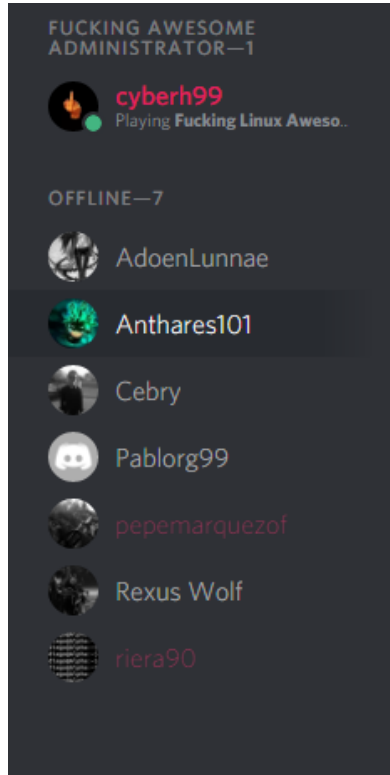 FUCKING AWESOME
ADMINISTRATOR—1
cyberh99
Playing Fucking Linux Aweso..
OFFLINE—7
AdoenLunnae
Anthares101
Cebry
Pablorg99
pepemarquezof
Rexus Wolf
riera90